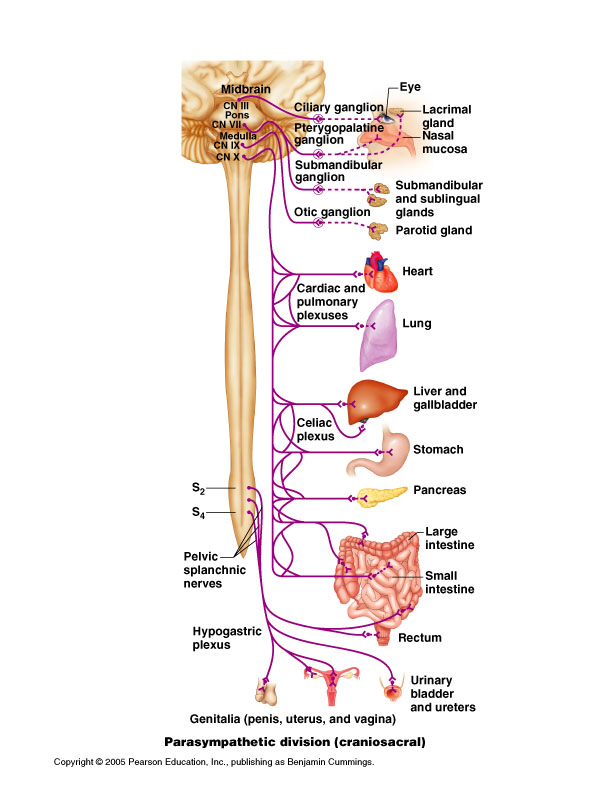 Midbrain
CN III
Pons
CN VII
Medulla
CN IX
CN X
Ciliary ganglion
Pterygopalatine
ganglion
Submandibular
ganglion
Otic ganglion
Eye
Lacrimal
gland
Nasal
mucosa
Submandibular
and sublingual
glands
Parotid gland
Heart
Cardiac and
pulmonary
plexuses
Lung
Liver and
gallbladder
Celiac
plexus
Stomach
Pancreas
S2
S4
Large
intestine
Pelvic
splanchnic
nerves
Small
intestine
Hypogastric
plexus
Rectum
Urinary
bladder
and ureters
Genitalia (penis, uterus, and vagina)
Parasympathetic division (craniosacral)
Copyright © 2005 Pearson Education, Inc., publishing as Benjamin Cummings.